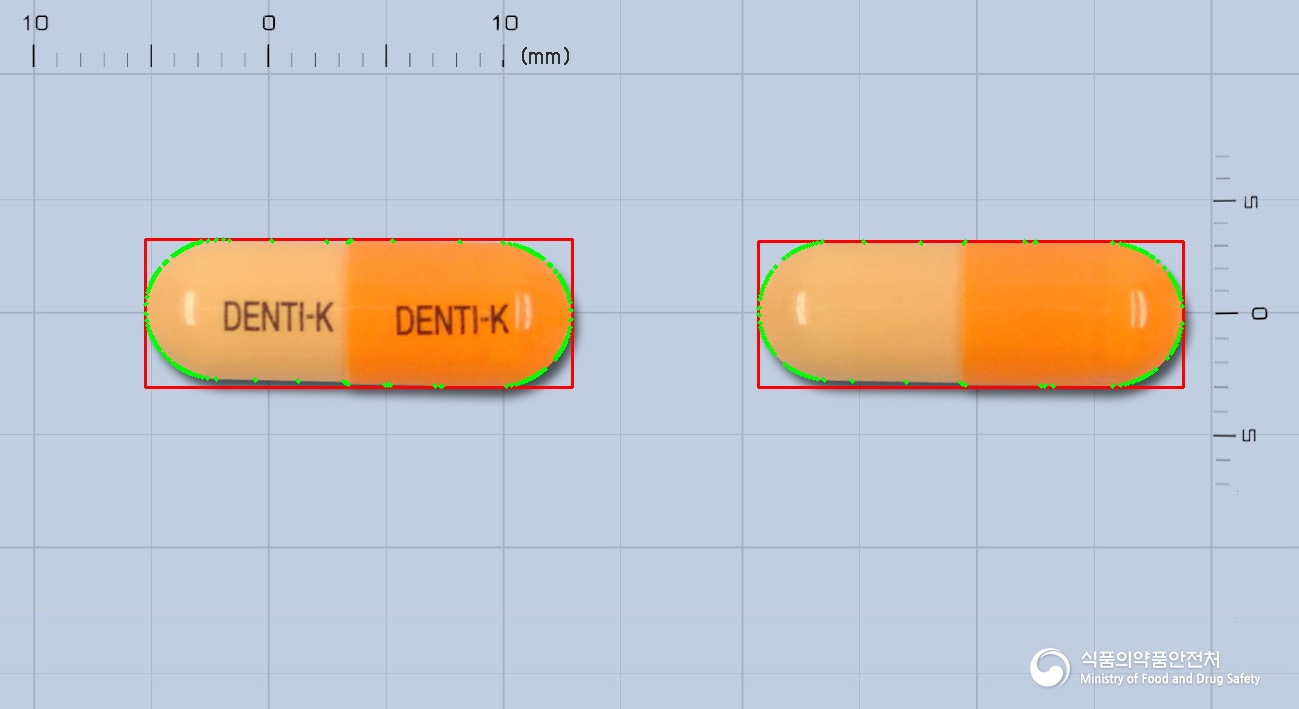 10 0 10
(mm)
5
DENTI-K DENTI-K
0
5
식품의약품안전처
Ministry of Food and Drug Safety